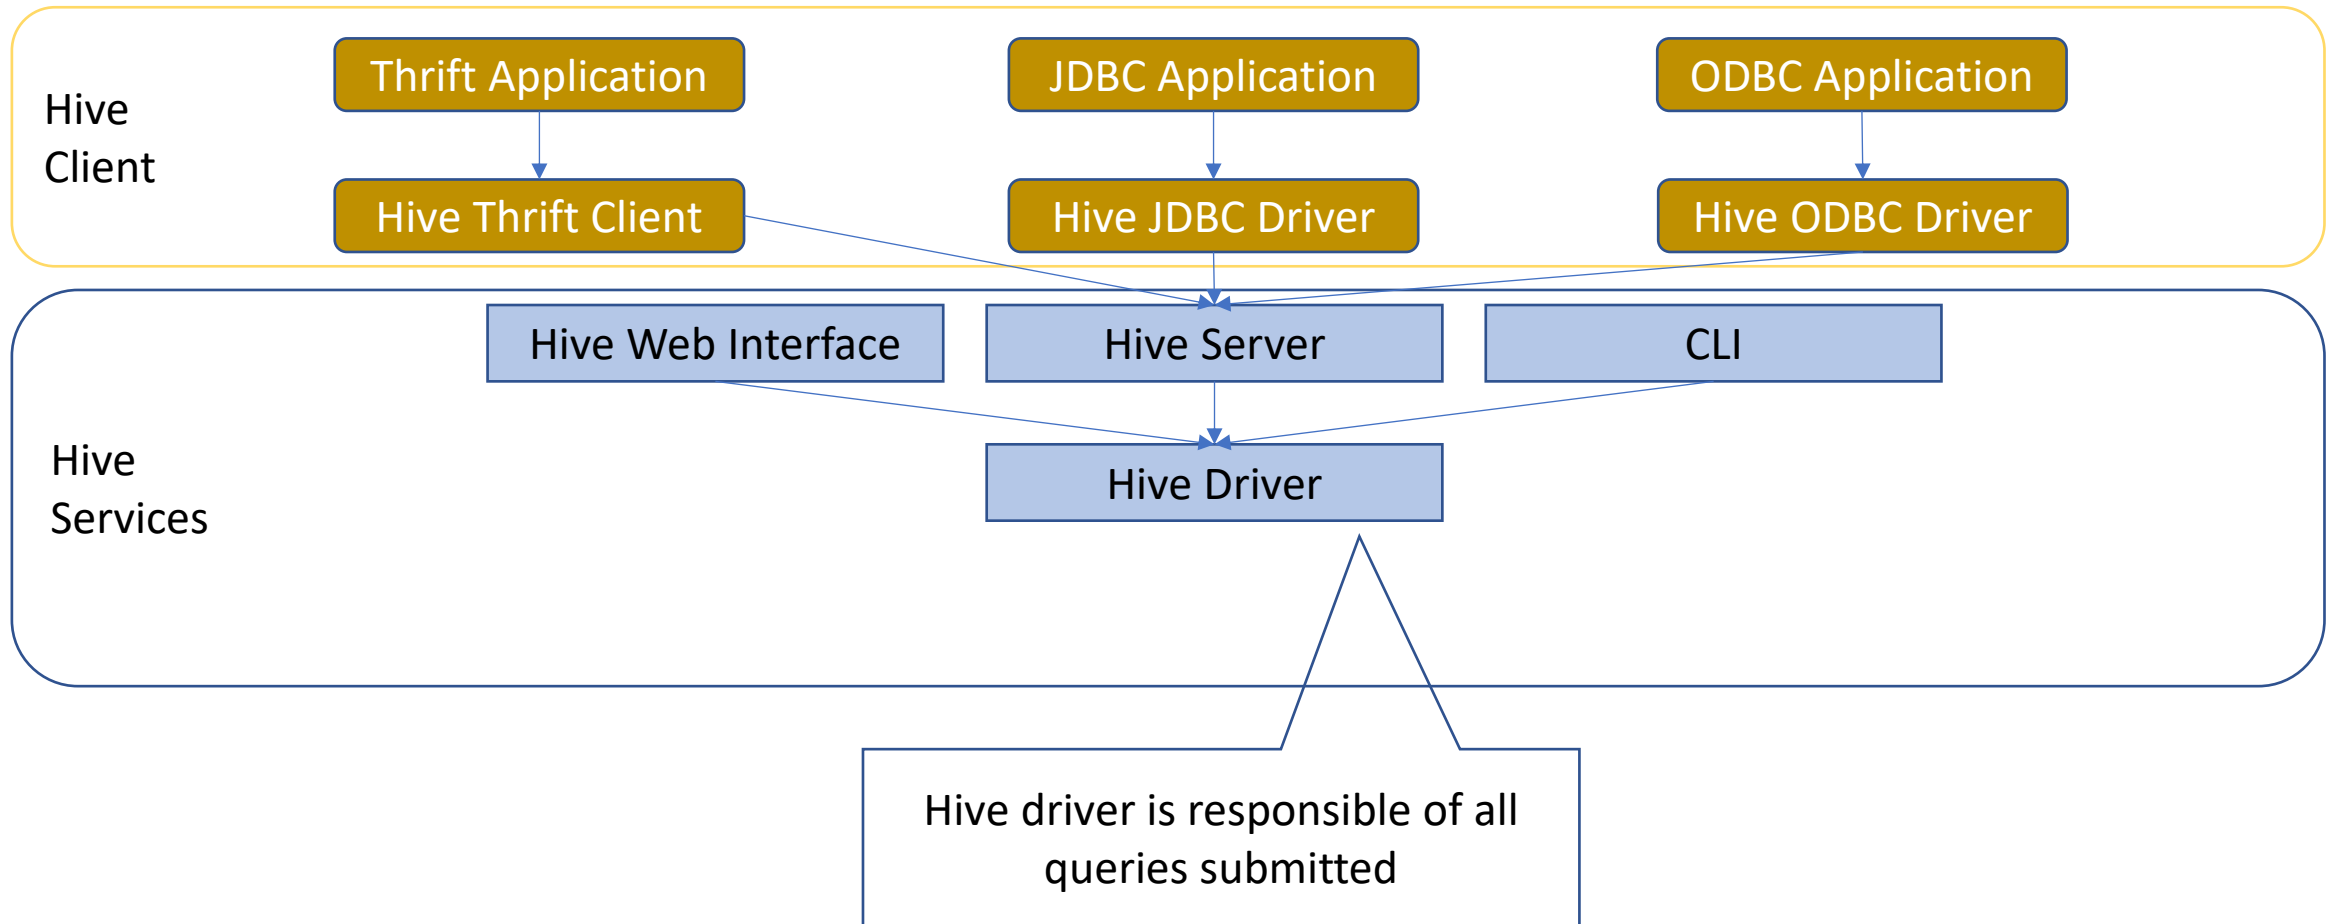 Thrift Application
JDBC Application
ODBC Application
Hive
Client
Hive Thrift Client
Hive JDBC Driver
Hive ODBC Driver
Hive Web Interface
Hive Server
CLI
Hive
Services
Hive Driver
Hive driver is responsible of all
queries submitted